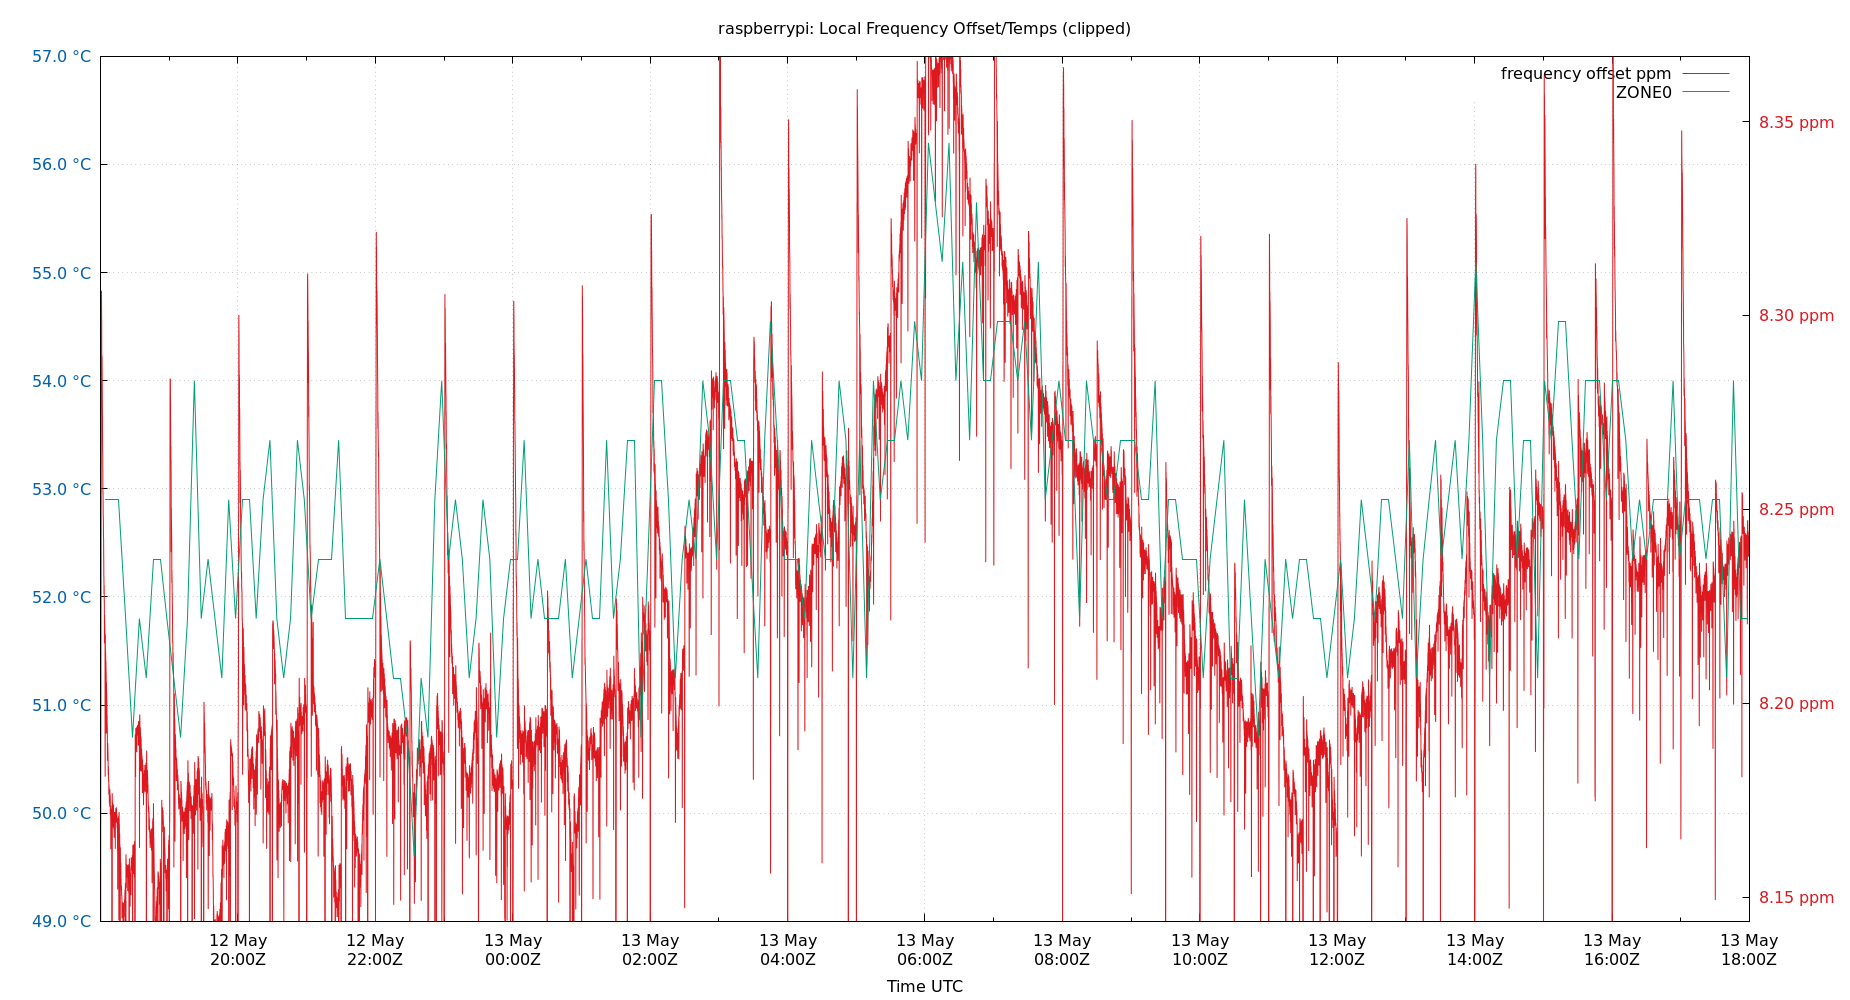 raspberrypi: Local Frequency Offset/Temps (clipped)
frequency offset ppm
ZONE0
57.0 °C
56.0 °C
55.0 °C
54.0 °C
53.0 °C
52.0 °C
51.0 °C
50.0 °C
49.0 °C
8.35 ppm
8.30 ppm
8.25 ppm
8.20 ppm
8.15 ppm
12 May
20:00Z
12 May
22:00Z
13 May
00:00Z
13 May
02:00Z
13 May
04:00Z
13 May
06:00Z
13 May
08:00Z
13 May
10:00Z
13 May
12:00Z
13 May
14:00Z
13 May
16:00Z
13 May
18:00Z
Time UTC